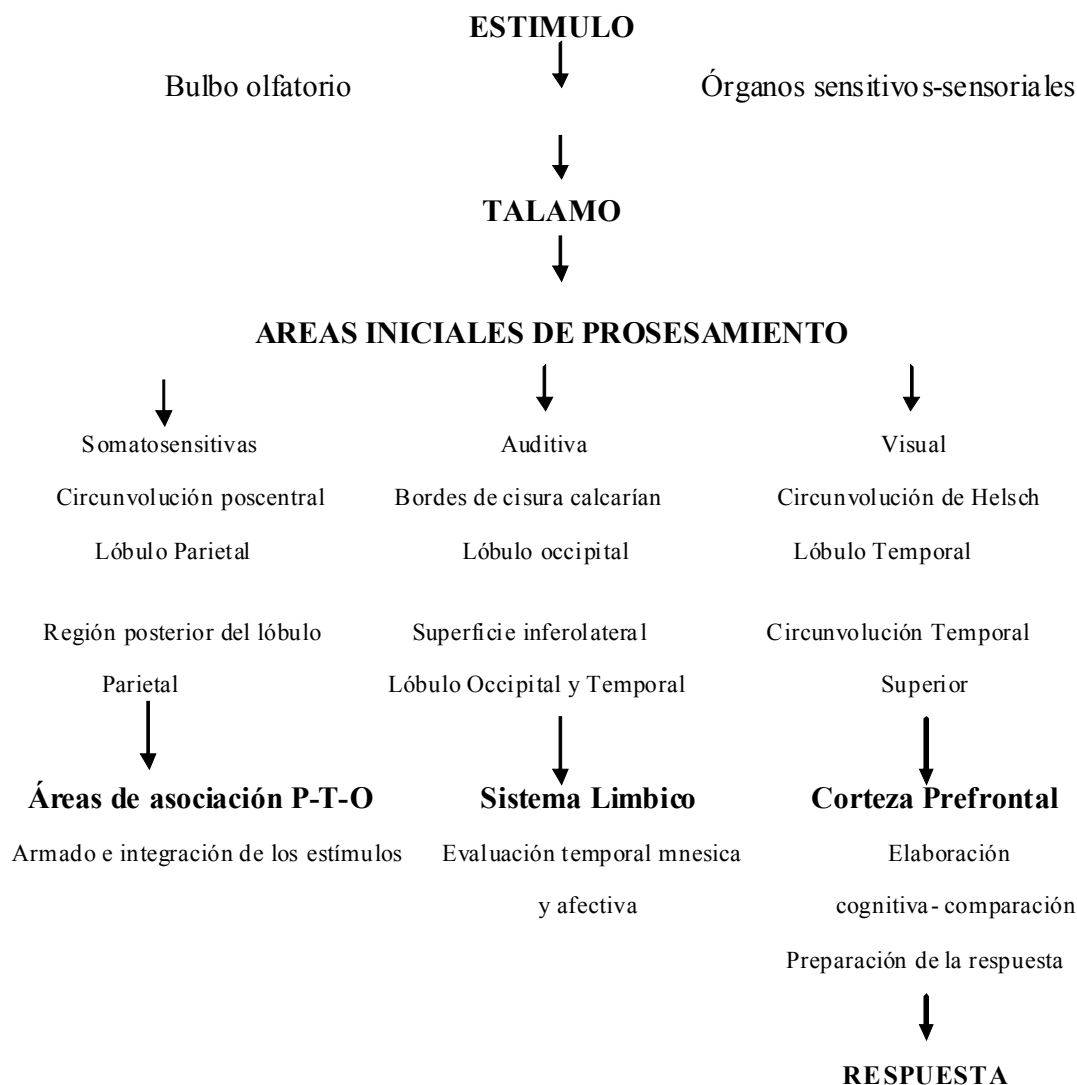 ESTIMULO
Bulbo olfatorio Órganos sensitivos-sensoriales
TALAMO
AREAS INICIALES DE PROSESAMIENTO
Somatosensitivas Auditiva Visual
Circunvolución poscentral Bordes de cisura calcarían Circunvolución de Helsch
Lóbulo Parietal Lóbulo occipital Lóbulo Temporal
Región posterior del lóbulo Superficie inferolateral Circunvolución Temporal
Parietal Lóbulo Occipital y Temporal Superior
Áreas de asociación P-T-O Sistema Limbico Corteza Prefrontal
Armado e integración de los estímulos Evaluación temporal mnesica Elaboración
y afectiva cognitiva- comparación
Preparación de la respuesta
RESPUESTA